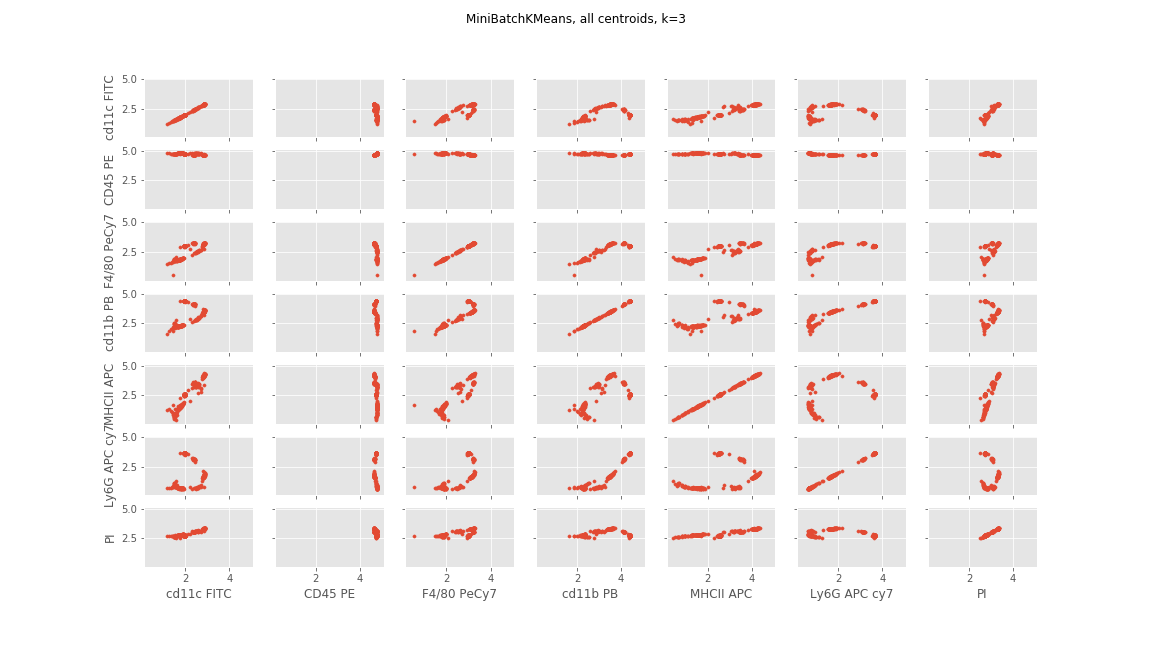 MiniBatchKMeans, all centroids, k=3
cd11c FITC
5.0
2.5
CD45 PE
5.0
2.5
F4/80 PeCy7
5.0
2.5
cd11b PB
5.0
2.5
MHCII APC
5.0
2.5
Ly6G APC cy7
5.0
2.5
PI
5.0
2.5
2 4 2 4 2 4 2 4 2 4 2 4 2 4
cd11c FITC CD45 PE F4/80 PeCy7 cd11b PB MHCII APC Ly6G APC cy7 PI